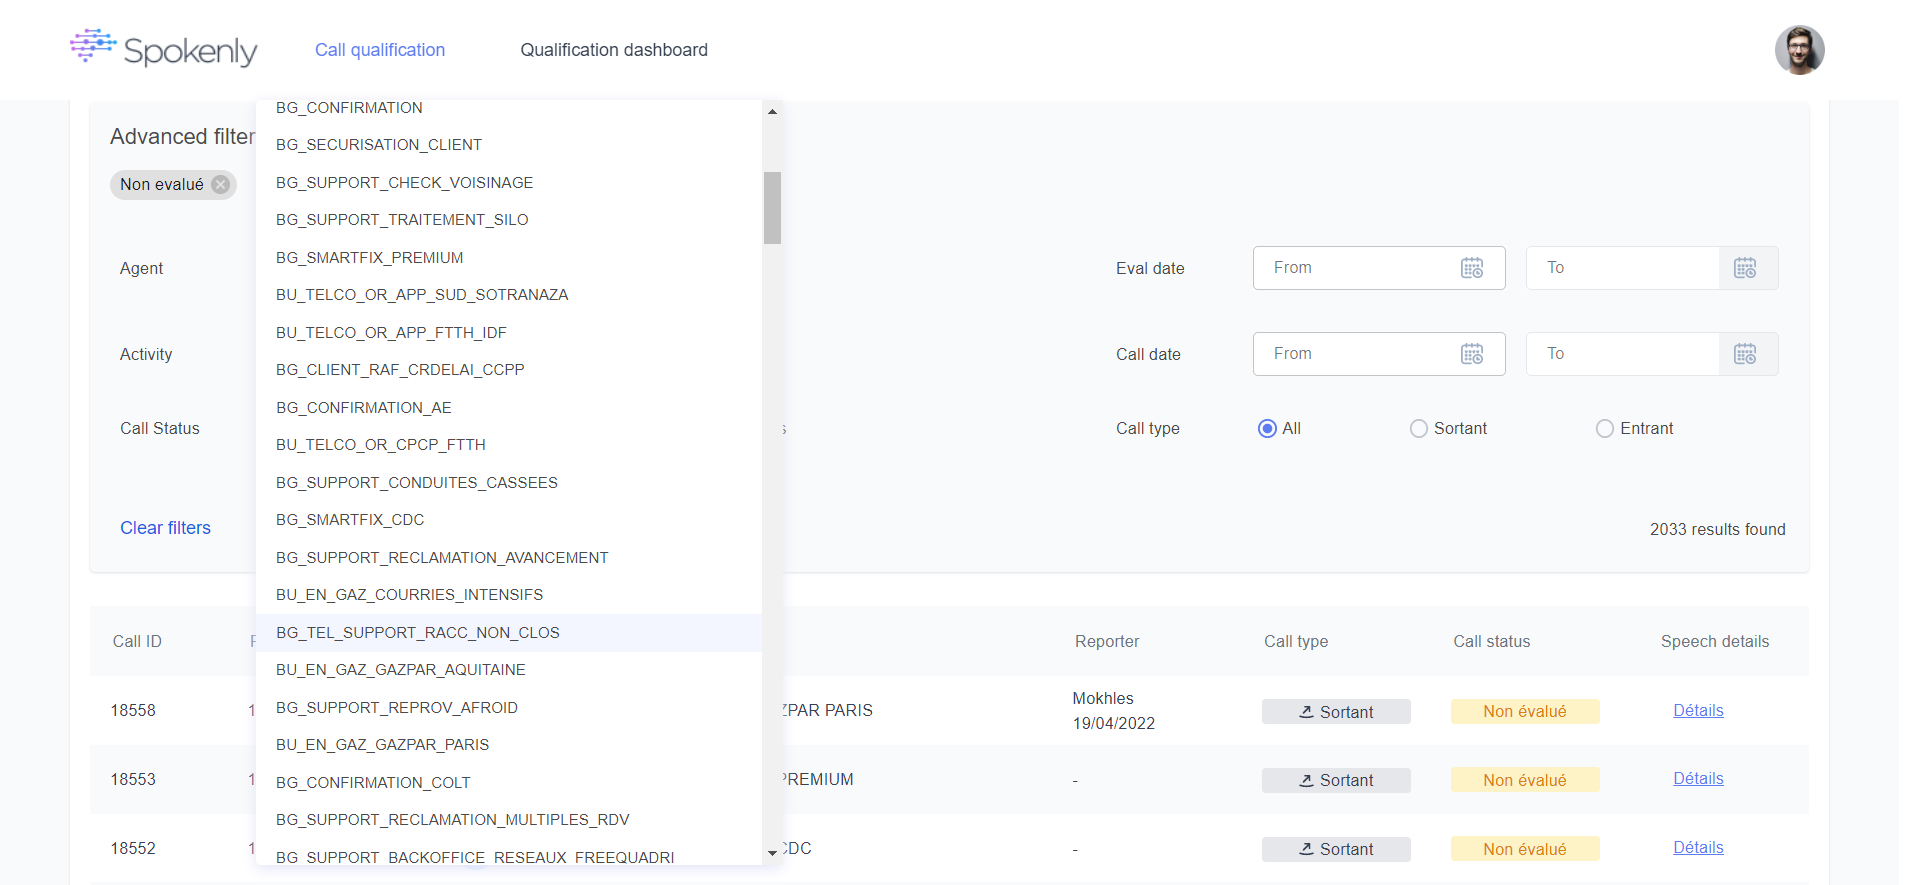 Spokenly
Call qualification
Qualification dashboard
Advanced filter
Non evalué
Agent
Activity
Call Status
Clear filters
BG_CONFIRMATION
BG_SECURISATION_CLIENT
BG_SUPPORT_CHECK_VOISINAGE
BG_SUPPORT_TRAITEMENT_SILO
BG_SMARTFIX_PREMIUM
BU_TELCO_OR_APP_SUD_SOTRANAZA
BU_TELCO_OR_APP_FTTH_IDF
BG_CLIENT_RAF_CRDELAI_CCPP
BG_CONFIRMATION_AE
BU_TELCO_OR_CPCP_FTTH
BG_SUPPORT_CONDUITES_CASSEES
BG_SMARTFIX_CDC
BG_SUPPORT_RECLAMATION_AVANCEMENT
BU_EN_GAZ_COURRIES_INTENSIFS
BG_TEL_SUPPORT_RACC_NON_CLOS
BU_EN_GAZ_GAZPAR_AQUITAINE
BG_SUPPORT_REPROV_AFROID
BU_EN_GAZ_GAZPAR_PARIS
BG_CONFIRMATION_COLT
BG_SUPPORT_RECLAMATION_MULTIPLES_RDV
BG_SUPPORT_BACKOFFICE_RESEAUX_FREEQUADRI
Eval date From To
Call date From To
Call type All Sortant Entrant
2033 results found
Call ID Reporter Call type Call status Speech details
18558 PAR PARIS Mokhles 19/04/2022 Sortant Non évalué Détails
18553 PREMIUM - Sortant Non évalué Détails
18552 CDC - Sortant Non évalué Détails